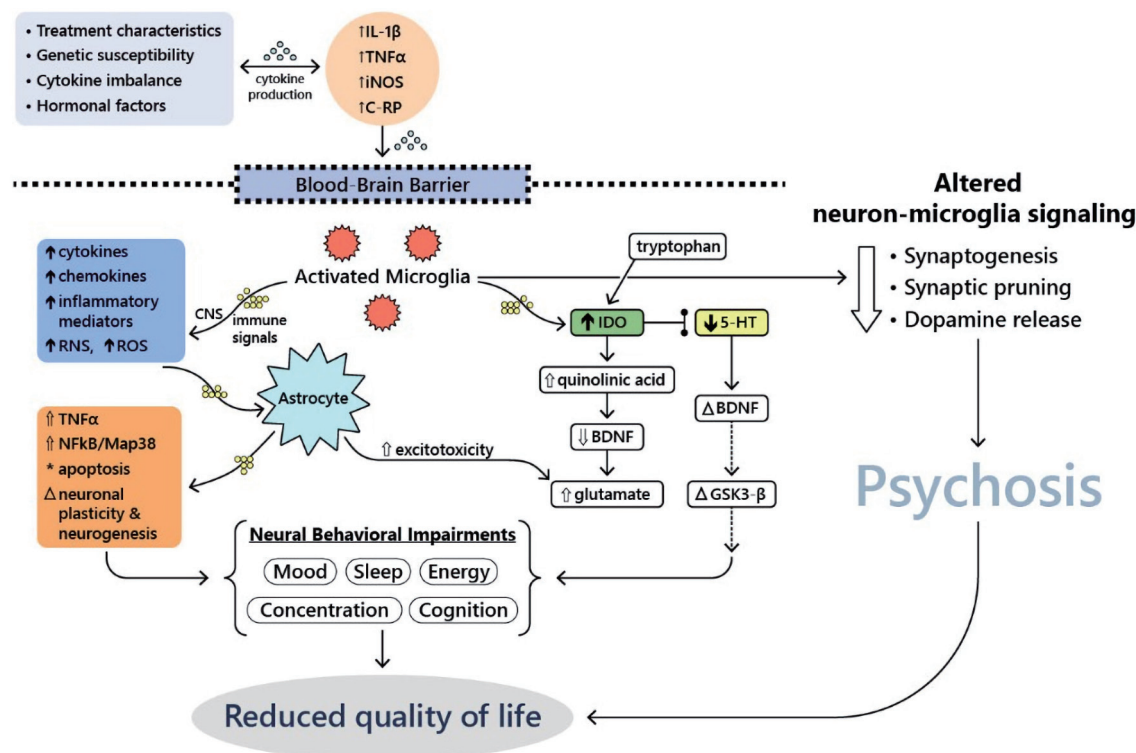 • Treatment characteristics
• Genetic susceptibility
• Cytokine imbalance
• Hormonal factors
cytokine
production
↑IL-1β
↑TNFα
↑iNOS
↑C-RP
Blood-Brain Barrier
Altered
neuron-microglia signaling
• Synaptogenesis
• Synaptic pruning
• Dopamine release
↑ cytokines
↑ chemokines
↑ inflammatory
mediators
↑ RNS, ↑ ROS
CNS
immune
signals
Activated Microglia
tryptophan
↑ IDO
↓ 5-HT
⇧ quinolinic acid
Δ BDNF
⇩ BDNF
Astrocyte
⇧ excitotoxicity
⇧ glutamate
Δ GSK3-β
⇧ TNFα
⇧ NFkB/Map38
* apoptosis
Δ neuronal
plasticity &
neurogenesis
Psychosis
Neural Behavioral Impairments
Mood
Sleep
Energy
Concentration
Cognition
Reduced quality of life